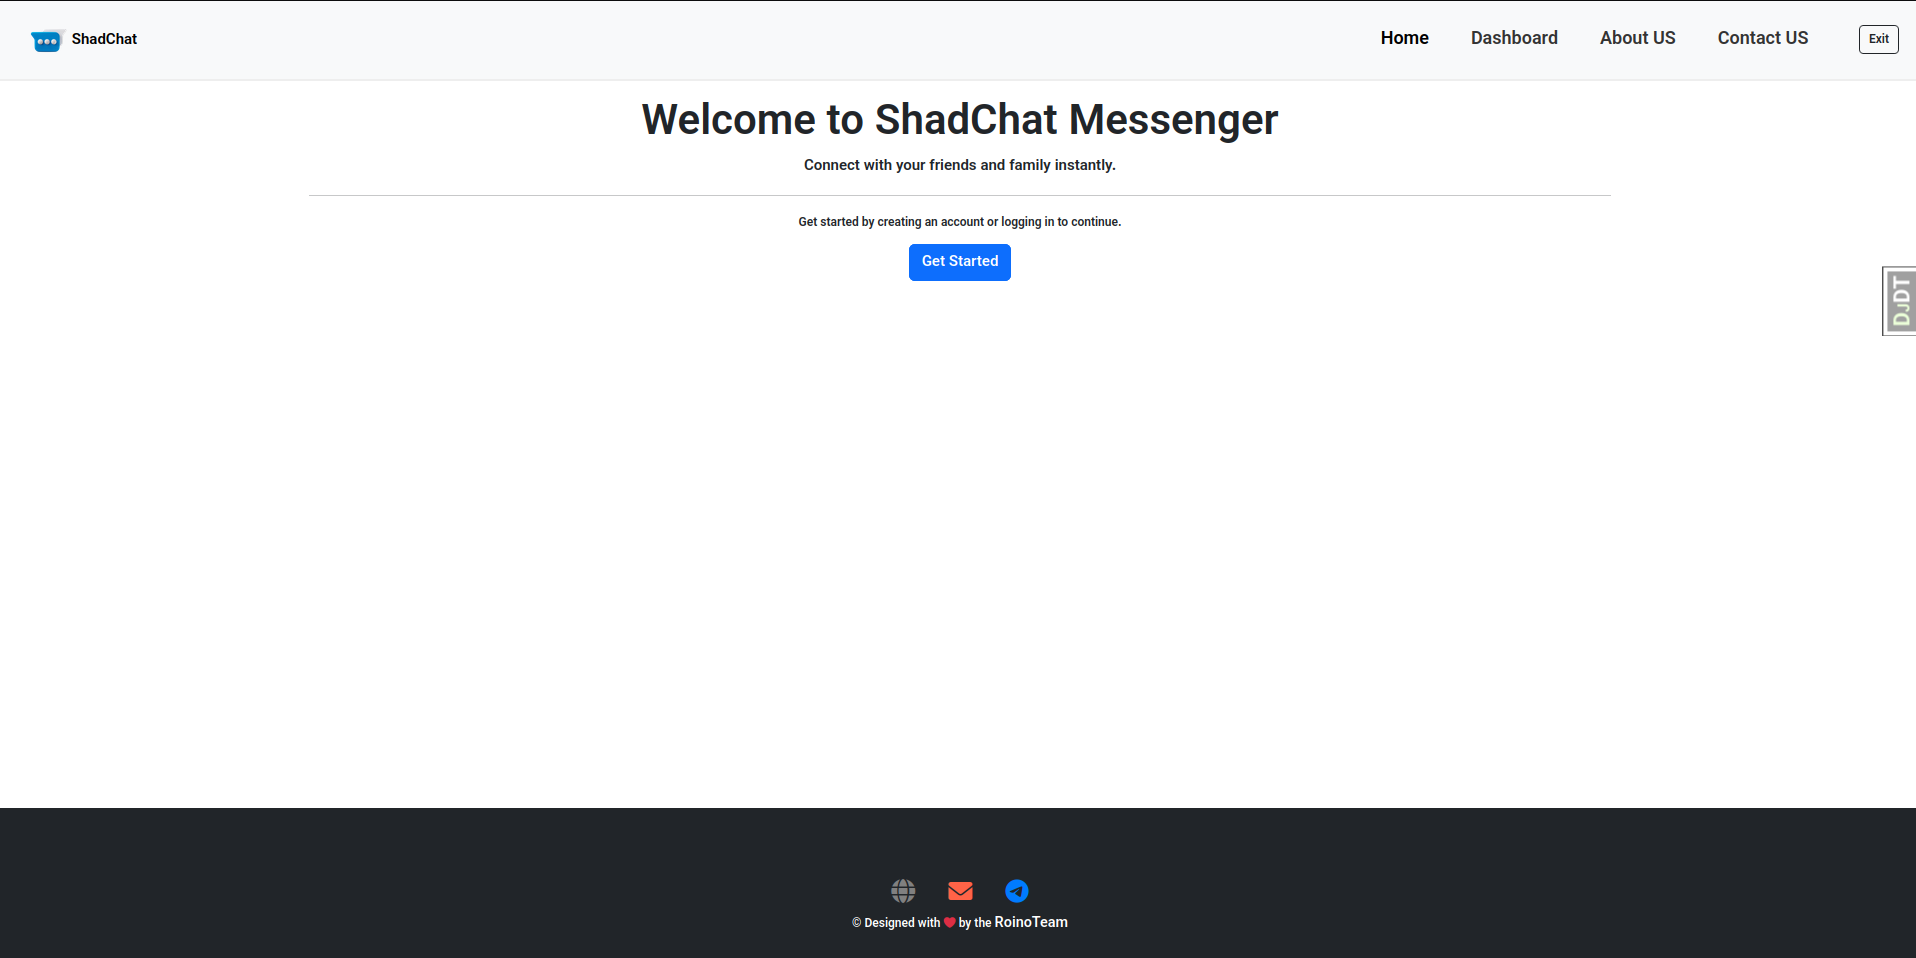 ShadChat
Home Dashboard About US Contact US Exit
Welcome to ShadChat Messenger
Connect with your friends and family instantly.
Get started by creating an account or logging in to continue.
Get Started
DJDT
© Designed with by the RoinoTeam